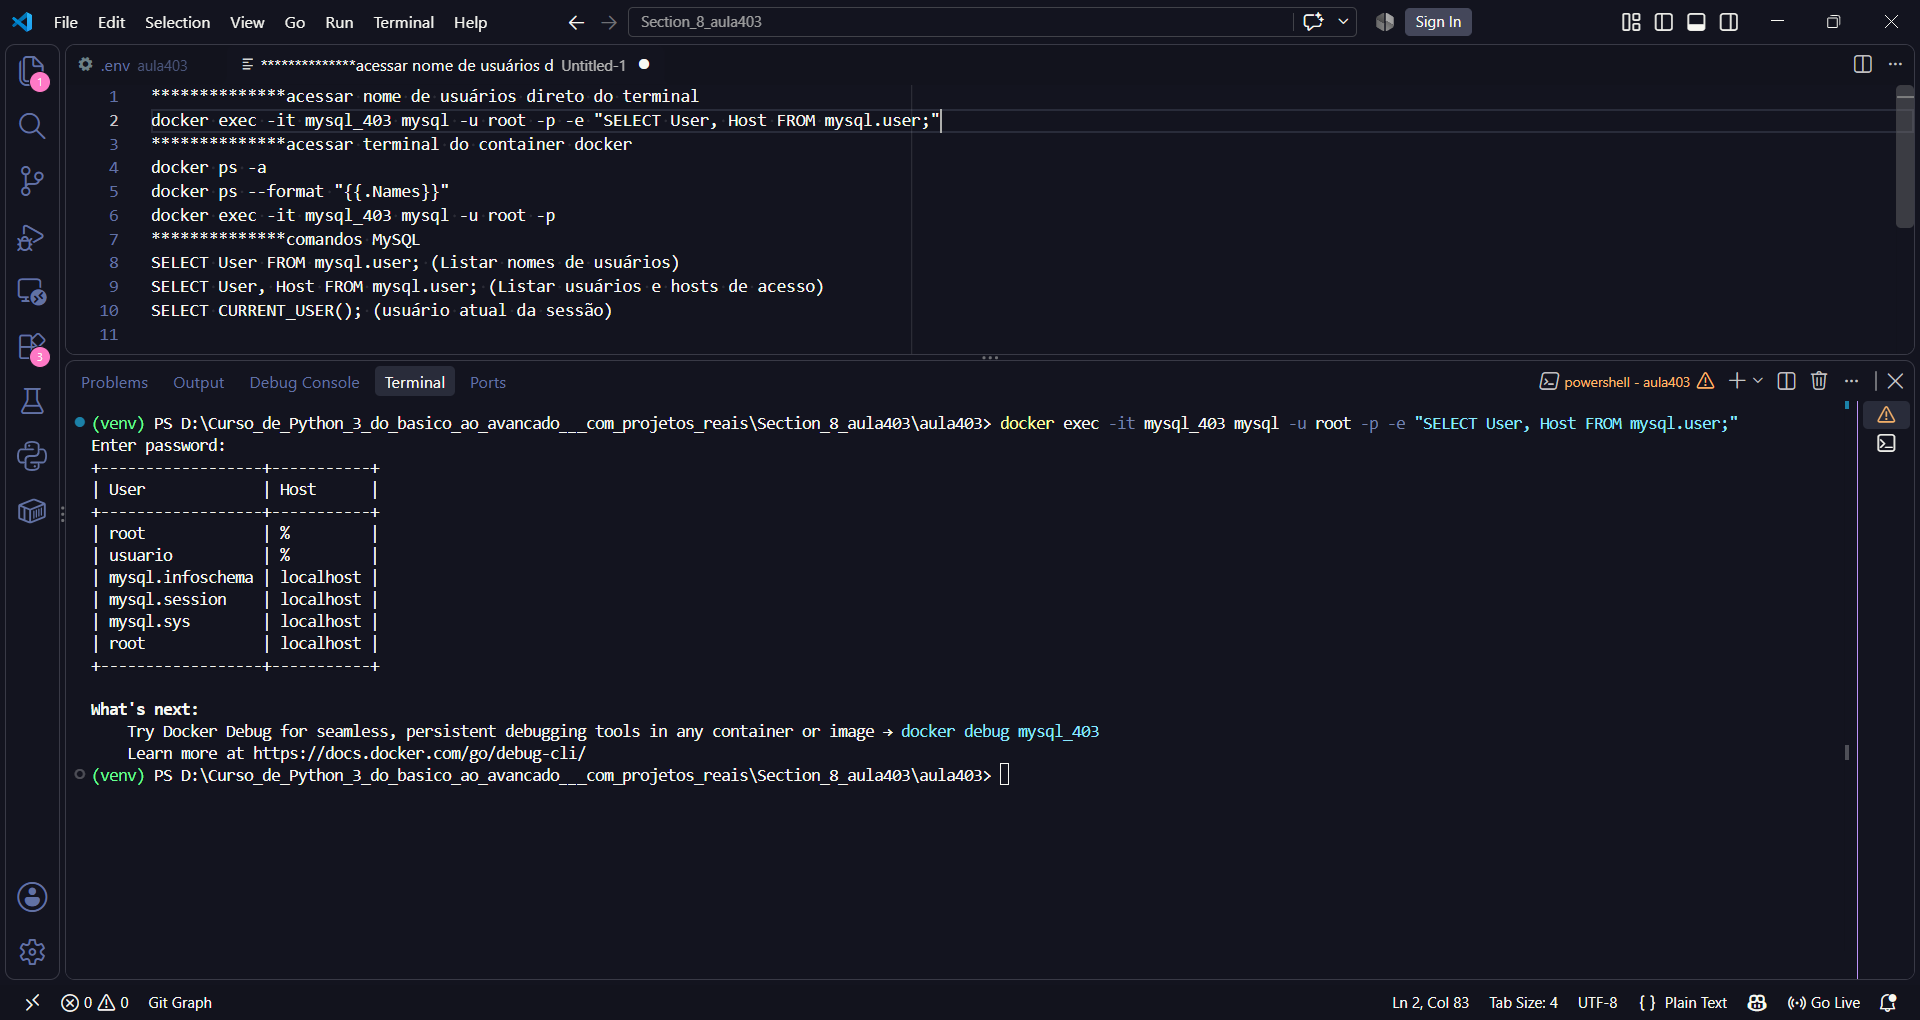 File Edit Selection View Go Run Terminal Help Section_8_aula403 Sign In
.env aula403 **************acessar nome de usuários d Untitled-1
1 **************acessar nome de usuários direto do terminal
2 docker exec -it mysql_403 mysql -u root -p -e "SELECT User, Host FROM mysql.user;"
3 **************acessar terminal do container docker
4 docker ps -a
5 docker ps --format "{{.Names}}"
6 docker exec -it mysql_403 mysql -u root -p
7 **************comandos MySQL
8 SELECT User FROM mysql.user; (Listar nomes de usuários)
9 SELECT User, Host FROM mysql.user; (Listar usuários e hosts de acesso)
10 SELECT CURRENT_USER(); (usuário atual da sessão)
11
1
3
Problems Output Debug Console Terminal Ports powershell - aula403
(venv) PS D:\Curso_de_Python_3_do_basico_ao_avancado___com_projetos_reais\Section_8_aula403\aula403> docker exec -it mysql_403 mysql -u root -p -e "SELECT User, Host FROM mysql.user;"
Enter password:
+------------------+-----------+
| User             | Host      |
+------------------+-----------+
| root             | %         |
| usuario          | %         |
| mysql.infoschema | localhost |
| mysql.session    | localhost |
| mysql.sys        | localhost |
| root             | localhost |
+------------------+-----------+
What's next:
Try Docker Debug for seamless, persistent debugging tools in any container or image → docker debug mysql_403
Learn more at https://docs.docker.com/go/debug-cli/
(venv) PS D:\Curso_de_Python_3_do_basico_ao_avancado___com_projetos_reais\Section_8_aula403\aula403>
0 0 Git Graph Ln 2, Col 83 Tab Size: 4 UTF-8 {} Plain Text Go Live